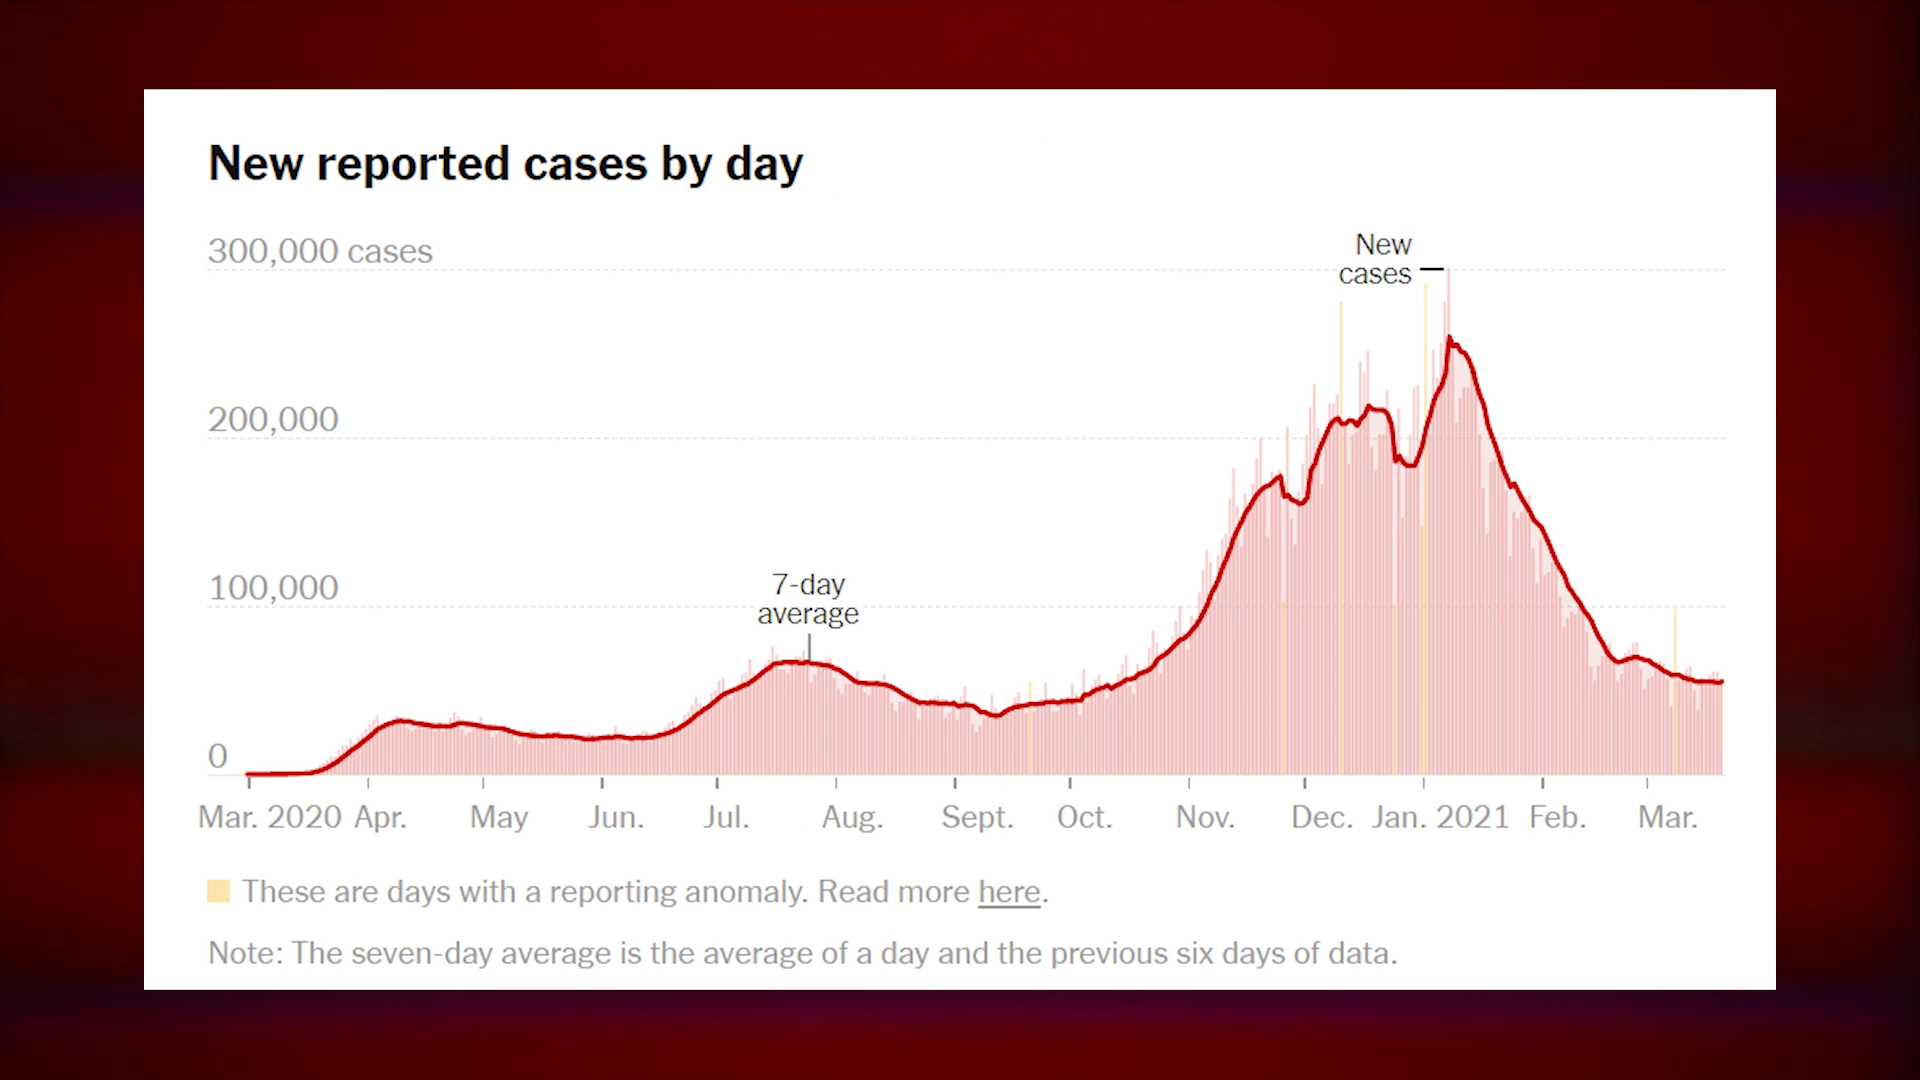 New reported cases by day
300,000 cases
New
cases
200,000
100,000
7-day
average
0
Mar. 2020 Apr. May Jun. Jul. Aug. Sept. Oct. Nov. Dec. Jan. 2021 Feb. Mar.
These are days with a reporting anomaly. Read more here.
Note: The seven-day average is the average of a day and the previous six days of data.